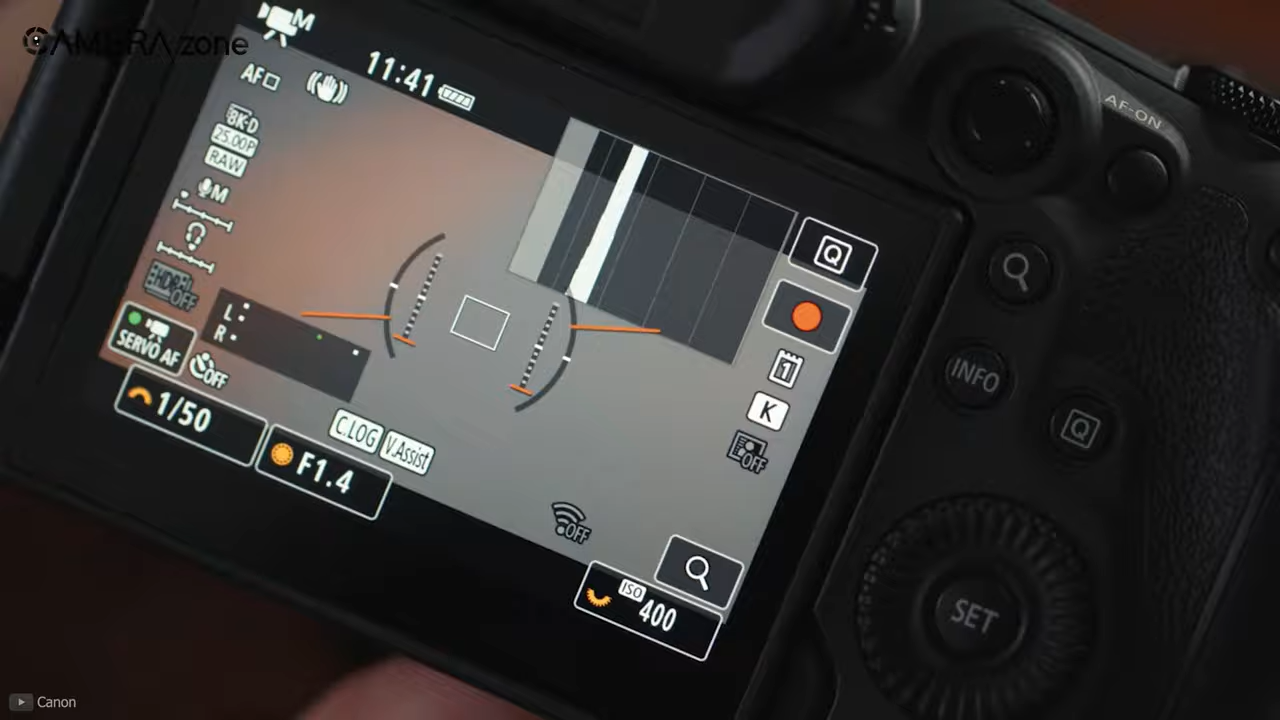 CAMERA zone
M
AF
11:41
8K-D
25.00P
RAW
M
HDR OFF
L
R
SERVO AF
OFF
1/50
F1.4
C.LOG
V.Assist
OFF
ISO
400
Q
1
K
OFF
AF-ON
INFO
Q
SET
Canon